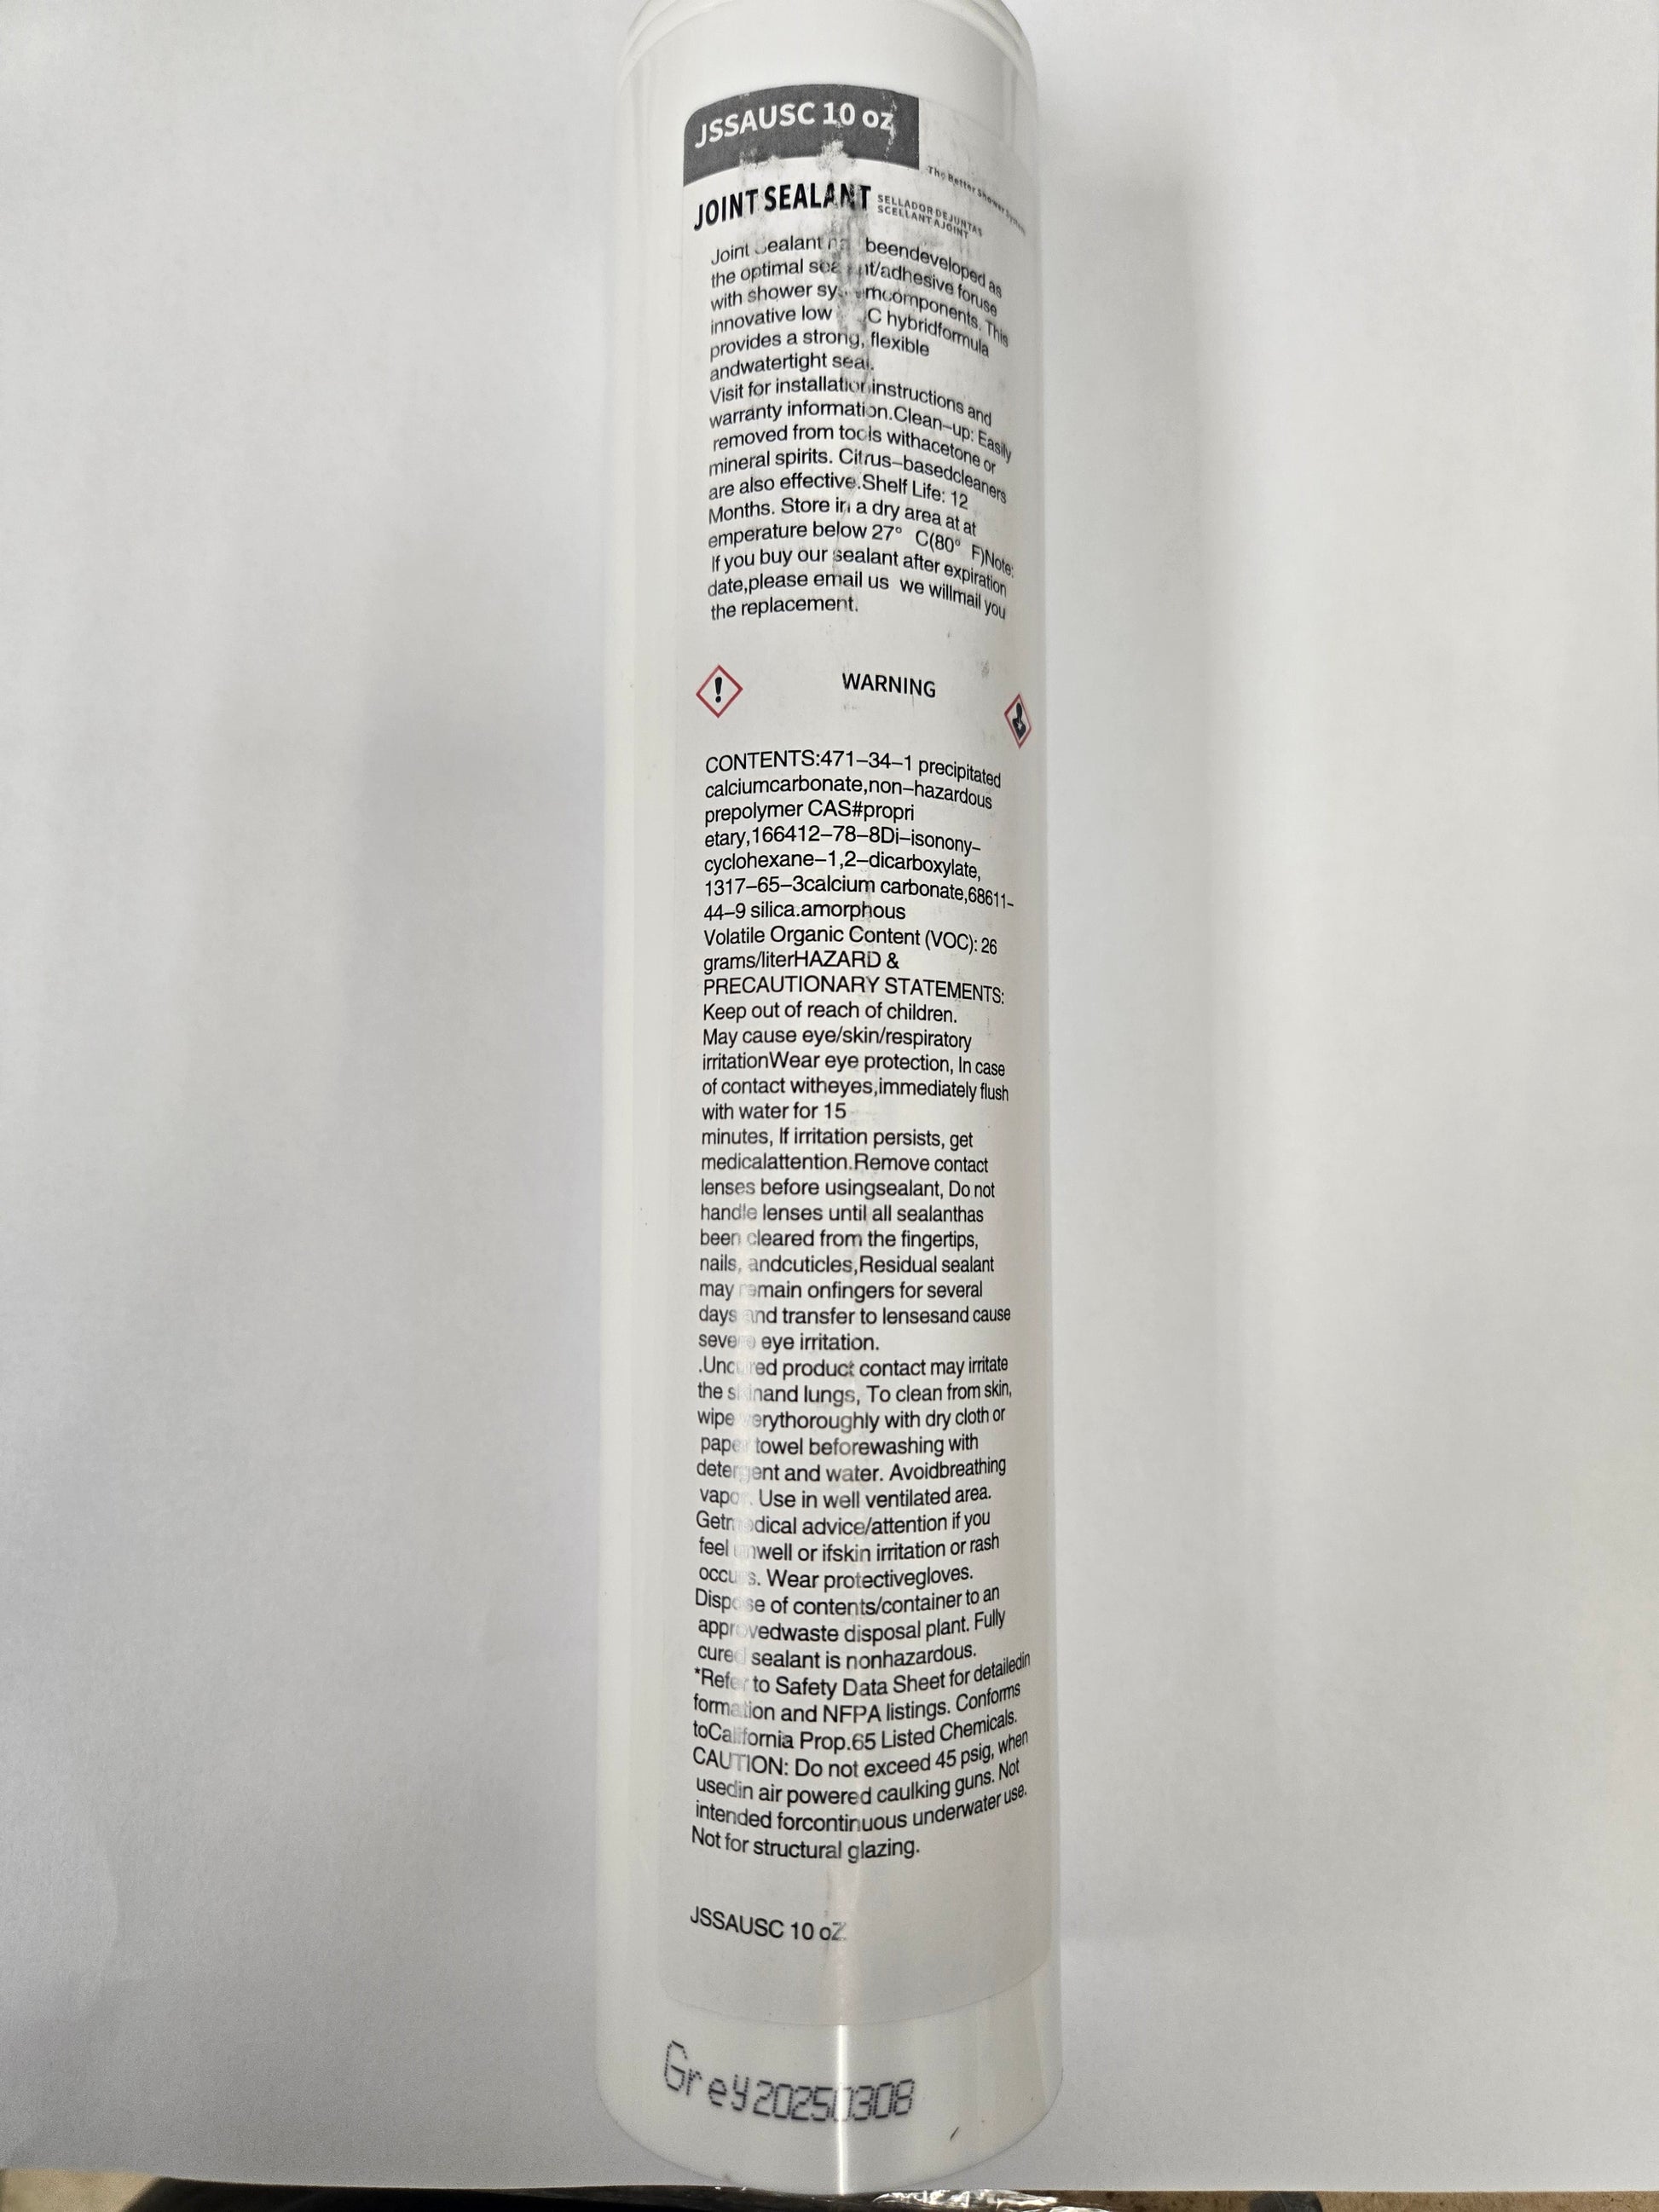 JSSAUSC 10 oz
The Better Shower System
JOINT SEALANT
SELLADOR DE JUNTAS
SCELLANT A JOINT
Joint Sealant beendeveloped as
the optimal /adhesive foruse
with shower components. This
innovative low hybridformula
provides a strong, flexible
andwatertight seal.
Visit for installation instructions and
warranty information.Clean–up: Easily
removed from tools withacetone or
mineral spirits. Citrus–basedcleaners
are also effective.Shelf Life: 12
Months. Store in a dry area at at
emperature below 27° C(80° F)Note:
If you buy our sealant after expiration
date,please email us we willmail you
the replacement.
WARNING
CONTENTS:471–34–1 precipitated
calciumcarbonate,non–hazardous
prepolymer CAS#propri
etary,166412–78–8Di–isonony–
cyclohexane–1,2–dicarboxylate,
1317–65–3calcium carbonate,68611–
44–9 silica.amorphous
Volatile Organic Content (VOC): 26
grams/literHAZARD &
PRECAUTIONARY STATEMENTS:
Keep out of reach of children.
May cause eye/skin/respiratory
irritationWear eye protection, In case
of contact witheyes,immediately flush
with water for 15
minutes, If irritation persists, get
medicalattention.Remove contact
lenses before usingsealant, Do not
handle lenses until all sealanthas
been cleared from the fingertips,
nails, andcuticles,Residual sealant
may remain onfingers for several
days and transfer to lensesand cause
severe eye irritation.
.Uncured product contact may irritate
the skinand lungs, To clean from skin,
wipe verythoroughly with dry cloth or
paper towel beforewashing with
detergent and water. Avoidbreathing
vapor. Use in well ventilated area.
Getmedical advice/attention if you
feel unwell or ifskin irritation or rash
occurs. Wear protectivegloves.
Dispose of contents/container to an
approvedwaste disposal plant. Fully
cured sealant is nonhazardous.
*Refer to Safety Data Sheet for detailedin
formation and NFPA listings. Conforms
toCalifornia Prop.65 Listed Chemicals.
CAUTION: Do not exceed 45 psig, when
usedin air powered caulking guns. Not
intended forcontinuous underwater use.
Not for structural glazing.
JSSAUSC 10 oZ
Grey20250308